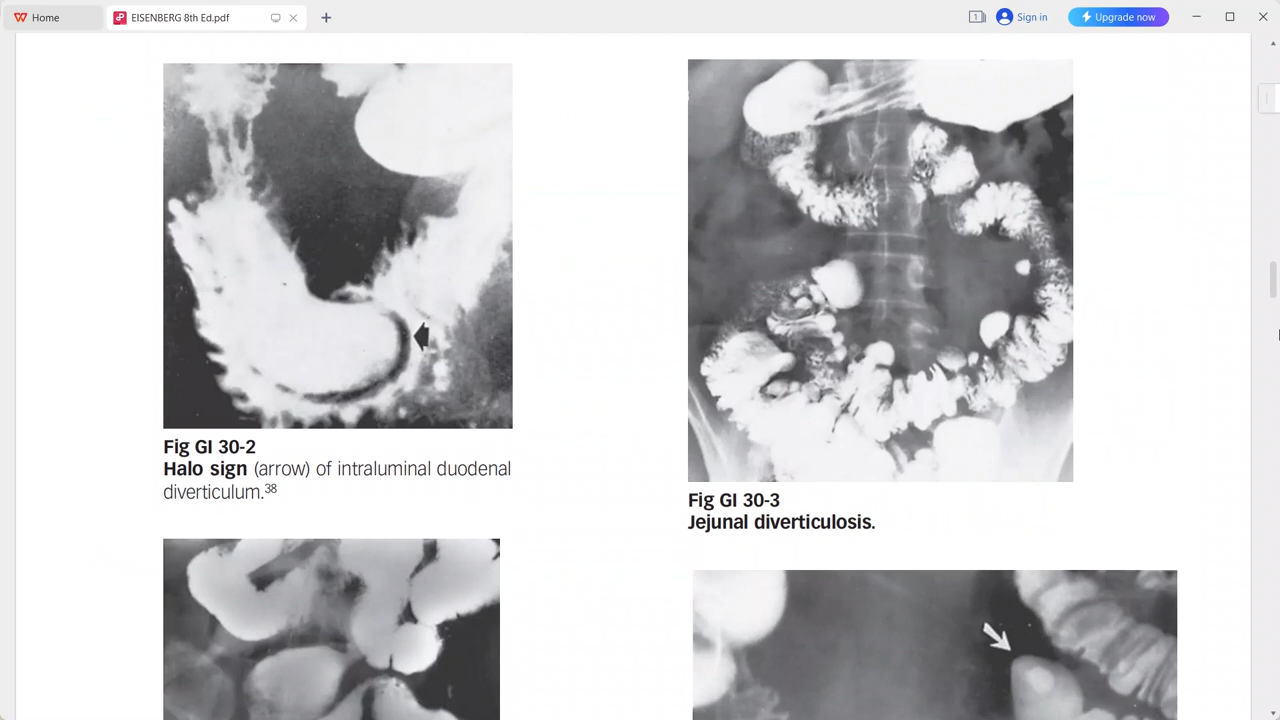 Home
EISENBERG 8th Ed.pdf
1
Sign in
Upgrade now
Fig GI 30-2
Halo sign (arrow) of intraluminal duodenal
diverticulum.38
Fig GI 30-3
Jejunal diverticulosis.